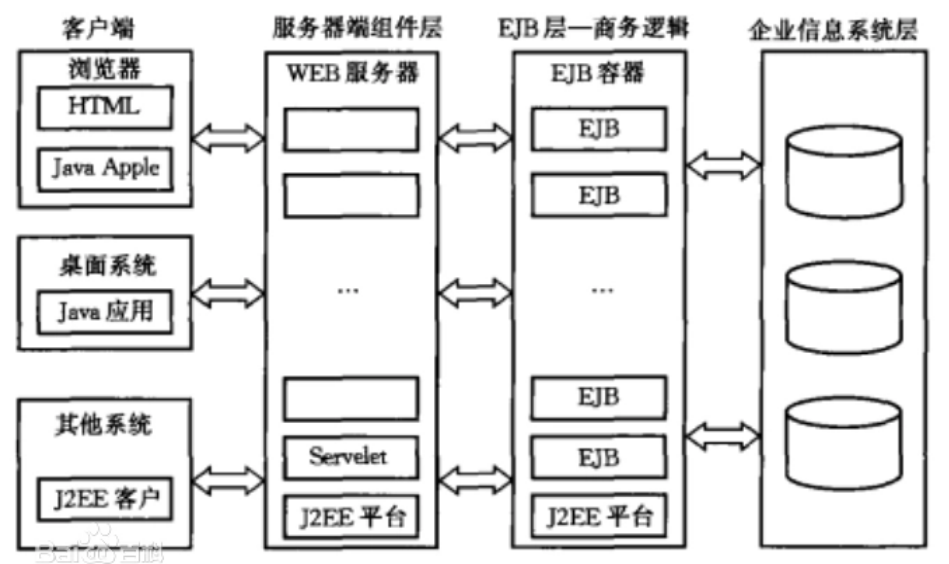 客户端
浏览器
HTML
Java Apple
桌面系统
Java 应用
其他系统
J2EE 客户
服务器端组件层
WEB 服务器
...
Servelet
J2EE 平台
EJB 层—商务逻辑
EJB 容器
EJB
EJB
...
EJB
EJB
J2EE 平台
企业信息系统层
Baidu百科